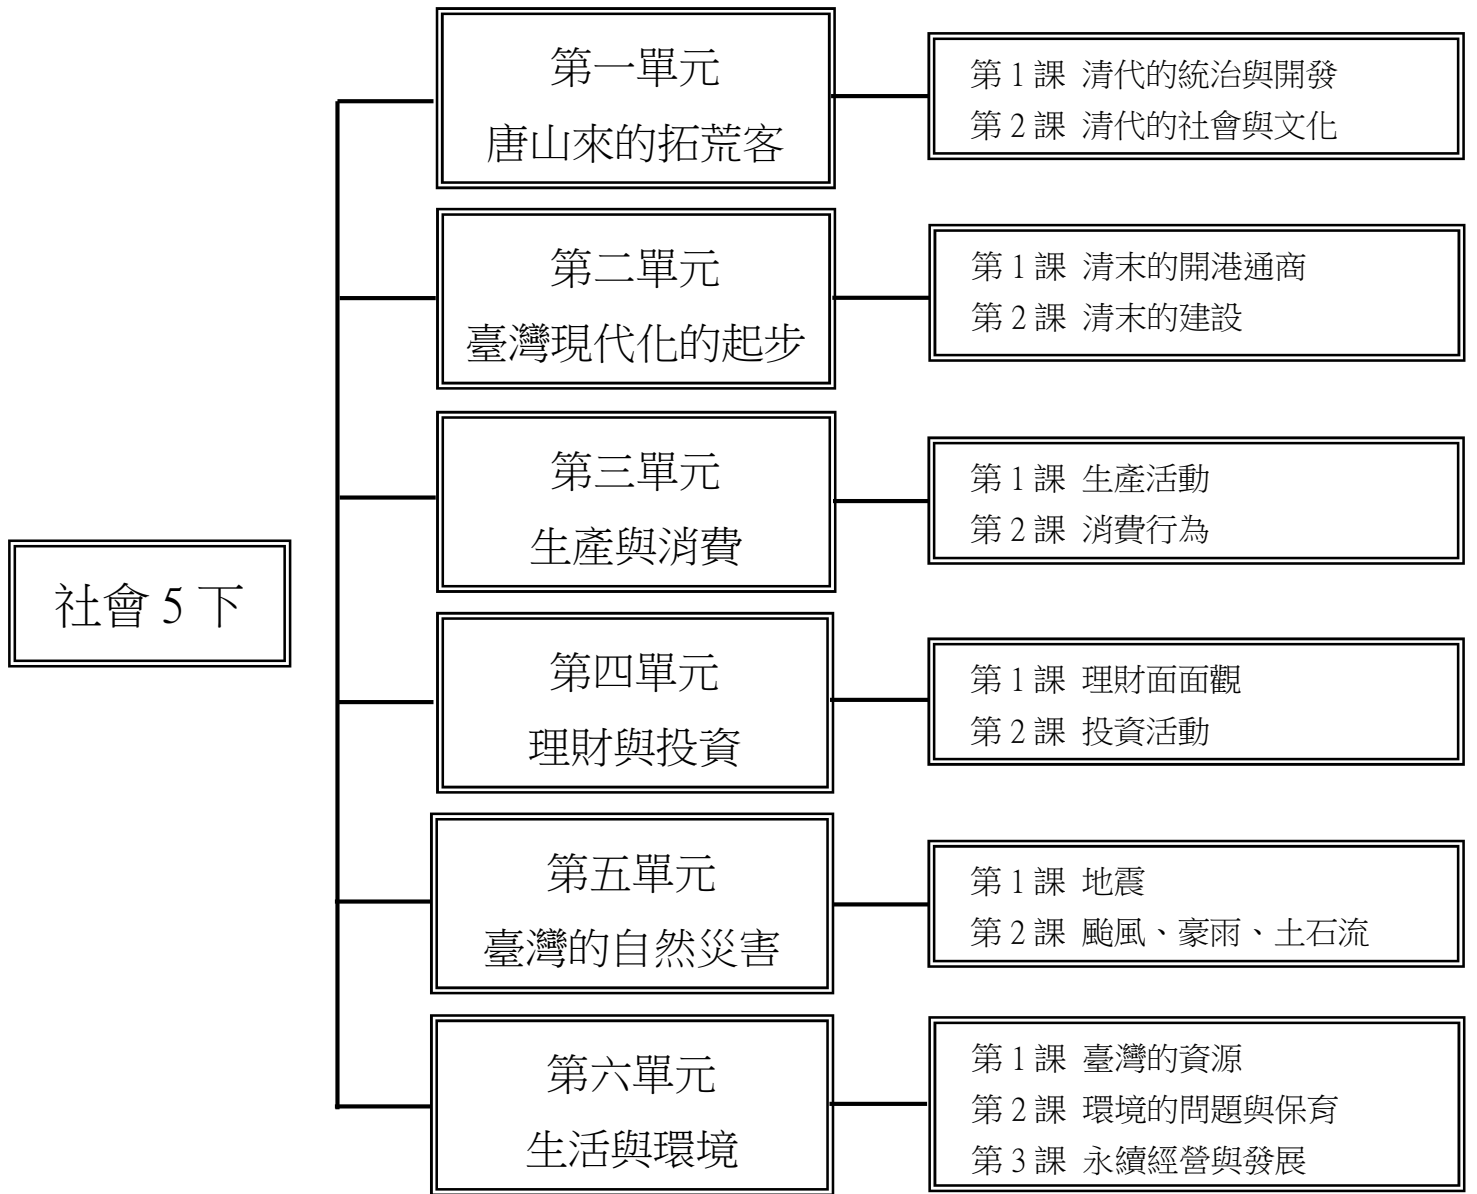 社會 5 下
第一單元
唐山來的拓荒客
第 1 課 清代的統治與開發
第 2 課 清代的社會與文化
第二單元
臺灣現代化的起步
第 1 課 清末的開港通商
第 2 課 清末的建設
第三單元
生產與消費
第 1 課 生產活動
第 2 課 消費行為
第四單元
理財與投資
第 1 課 理財面面觀
第 2 課 投資活動
第五單元
臺灣的自然災害
第 1 課 地震
第 2 課 颱風、豪雨、土石流
第六單元
生活與環境
第 1 課 臺灣的資源
第 2 課 環境的問題與保育
第 3 課 永續經營與發展